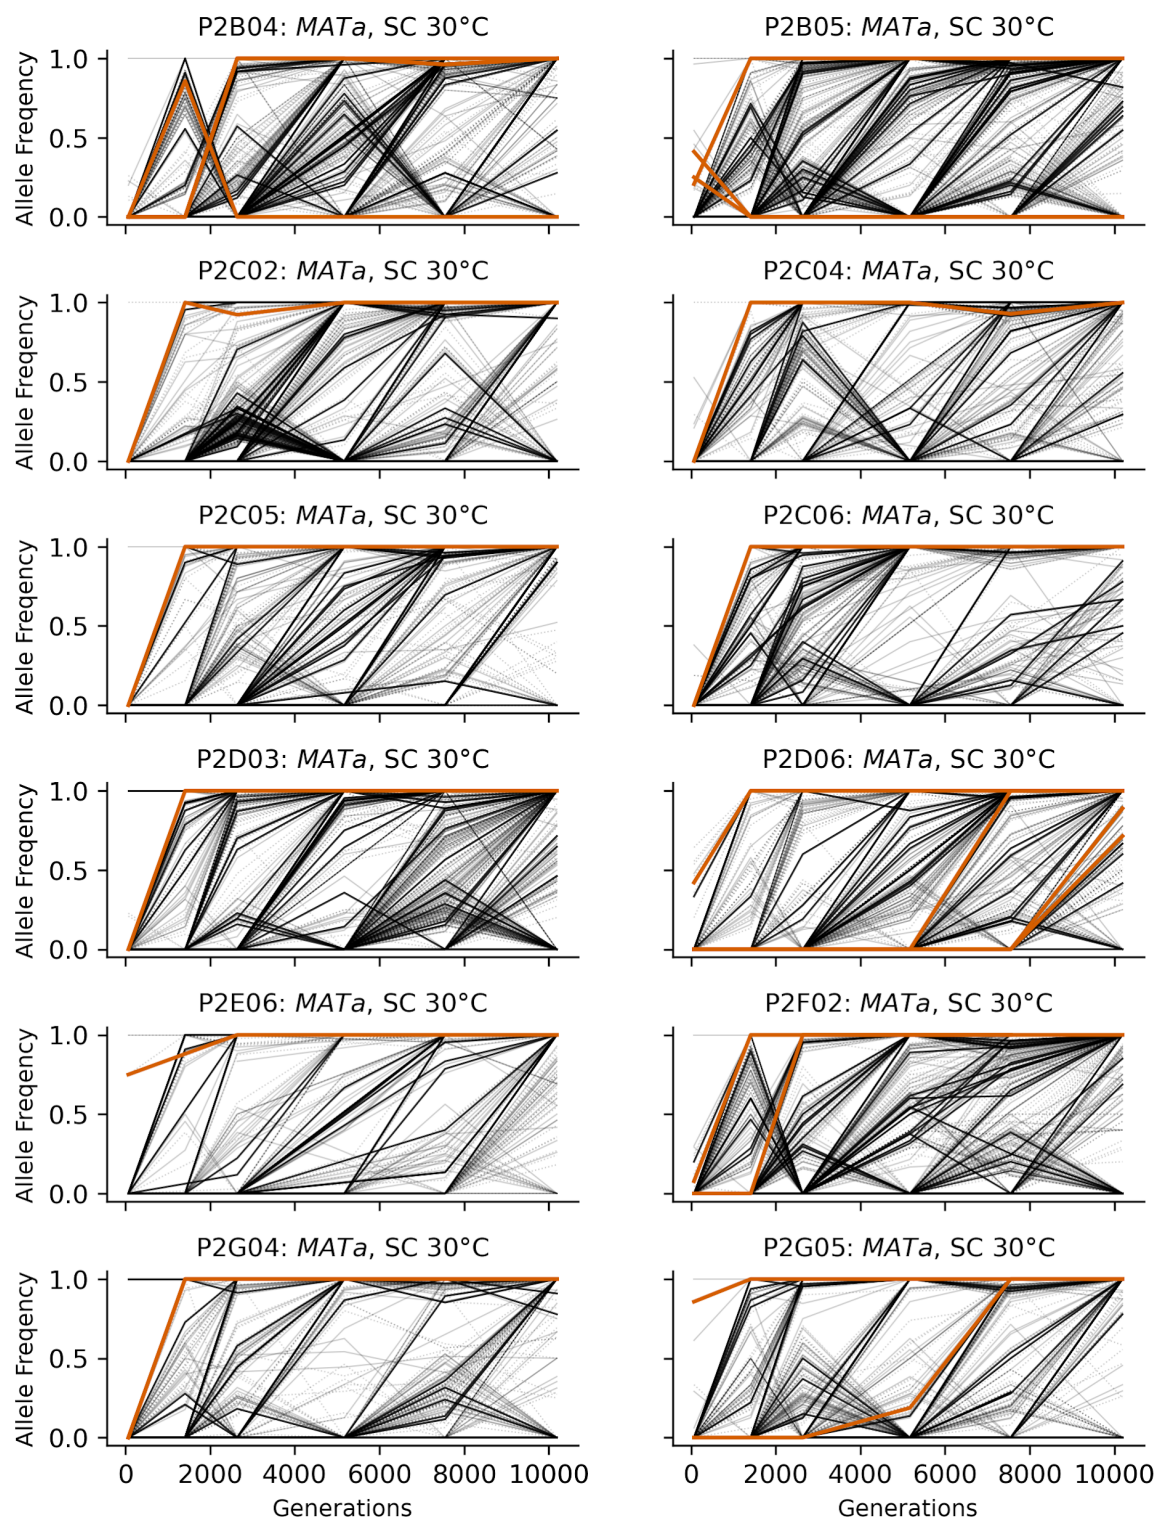 P2B04: MATa, SC 30°C
P2B05: MATa, SC 30°C
Allele Freqency
1.0
0.5
0.0
P2C02: MATa, SC 30°C
P2C04: MATa, SC 30°C
Allele Freqency
1.0
0.5
0.0
P2C05: MATa, SC 30°C
P2C06: MATa, SC 30°C
Allele Freqency
1.0
0.5
0.0
P2D03: MATa, SC 30°C
P2D06: MATa, SC 30°C
Allele Freqency
1.0
0.5
0.0
P2E06: MATa, SC 30°C
P2F02: MATa, SC 30°C
Allele Freqency
1.0
0.5
0.0
P2G04: MATa, SC 30°C
P2G05: MATa, SC 30°C
Allele Freqency
1.0
0.5
0.0
0 2000 4000 6000 8000 10000
0 2000 4000 6000 8000 10000
Generations
Generations